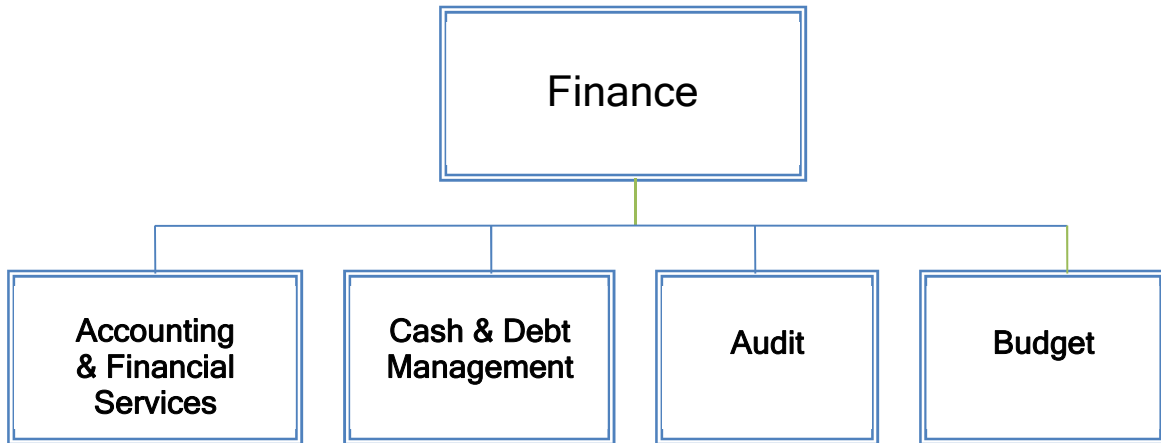 Finance
Accounting
& Financial
Services
Cash & Debt
Management
Audit
Budget